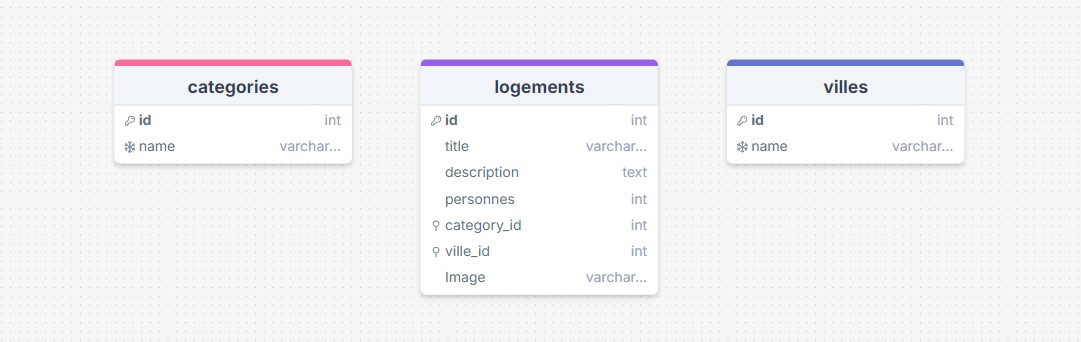 categories
id int
name varchar...
logements
id int
title varchar...
description text
personnes int
category_id int
ville_id int
Image varchar...
villes
id int
name varchar...